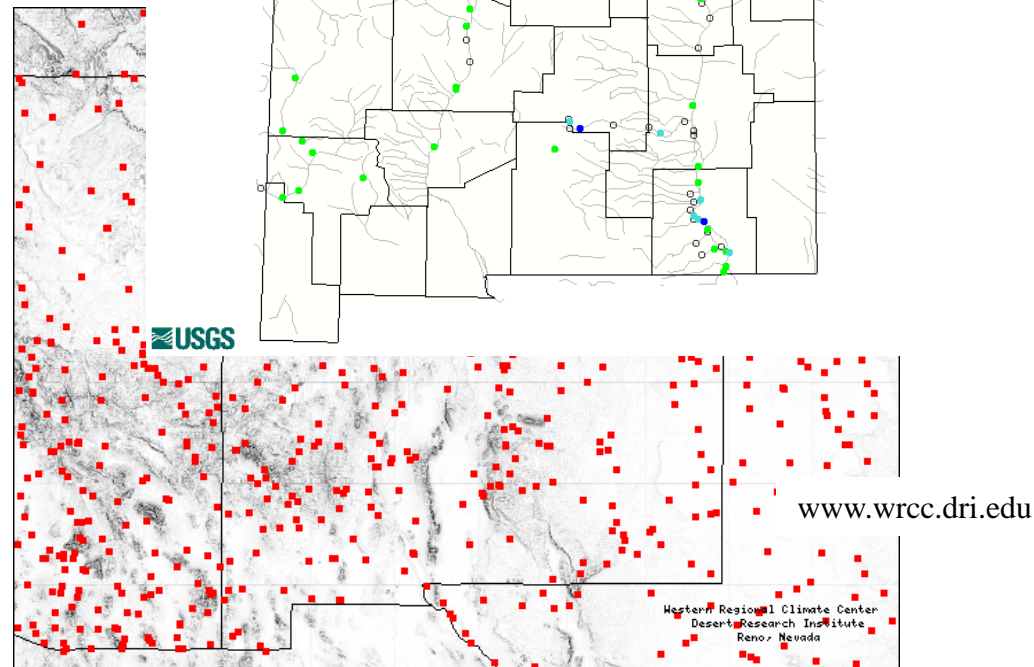 USGS
www.wrcc.dri.edu
Western Regional Climate Center
Desert Research Institute
Reno, Nevada